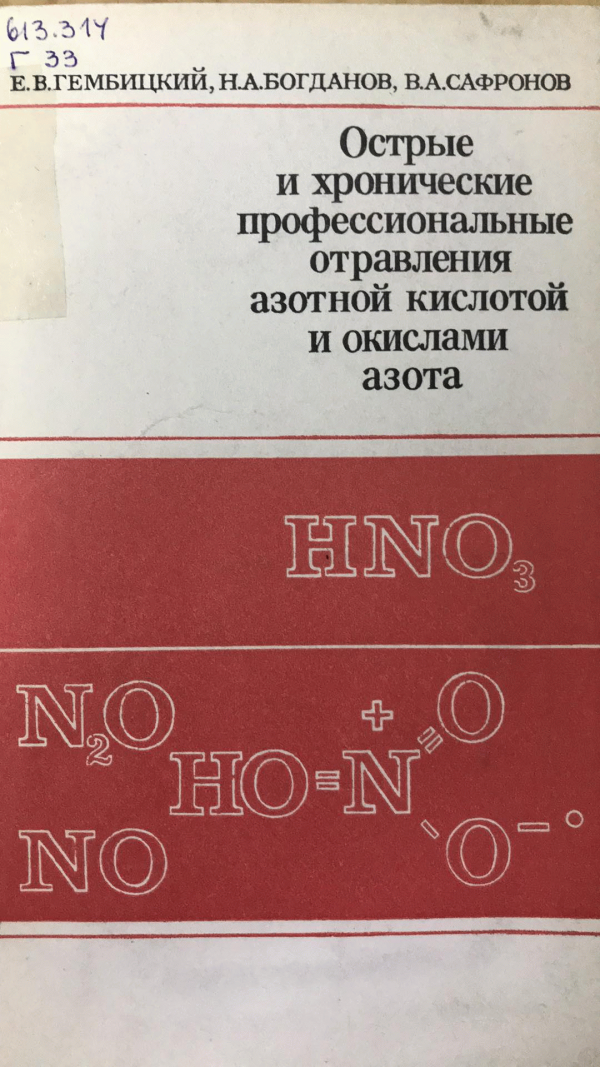 613.314
Г 33
Е.В.ГЕМБИЦКИЙ, Н.А.БОГДАНОВ, В.А.САФРОНОВ
Острые
и хронические
профессиональные
отравления
азотной кислотой
и окислами
азота
HNO3
N2O
HO=N+
=O
-O-°
NO